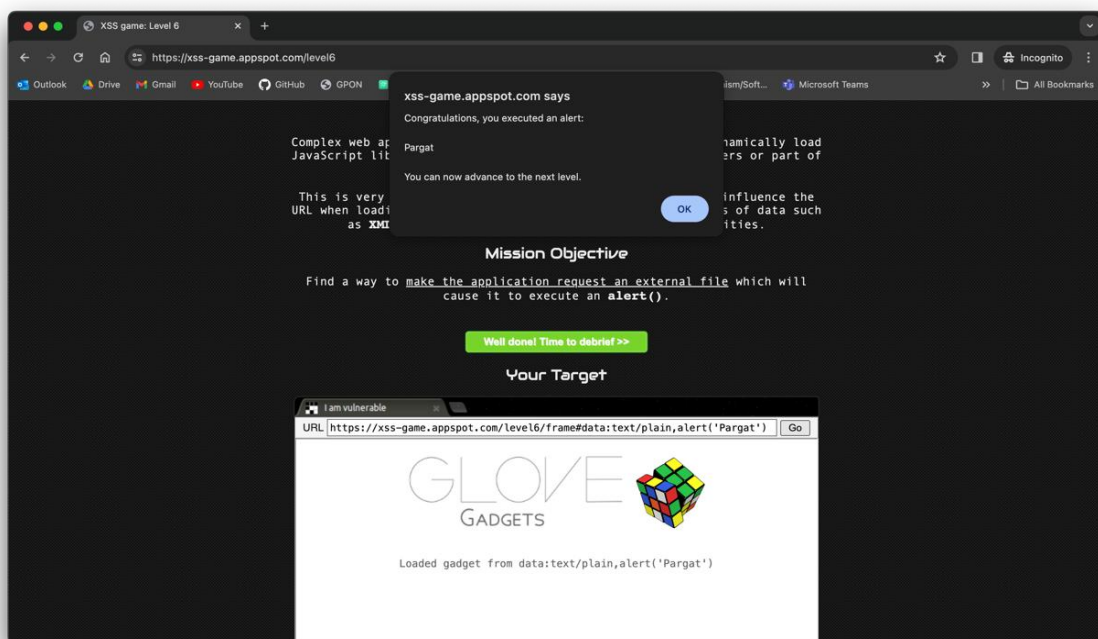 XSS game: Level 6
https://xss-game.appspot.com/level6
Incognito
Outlook Drive Gmail YouTube GitHub GPON ism/Soft... Microsoft Teams » All Bookmarks
xss-game.appspot.com says
Congratulations, you executed an alert:
Pargat
You can now advance to the next level.
OK
Complex web ap namically load
JavaScript lib ers or part of
This is very influence the
URL when loadi s of data such
as XMl ities.
Mission Objective
Find a way to make the application request an external file which will
cause it to execute an alert().
Well done! Time to debrief >>
Your Target
I am vulnerable
URL https://xss-game.appspot.com/level6/frame#data:text/plain,alert('Pargat') Go
GLOVE
GADGETS
Loaded gadget from data:text/plain,alert('Pargat')